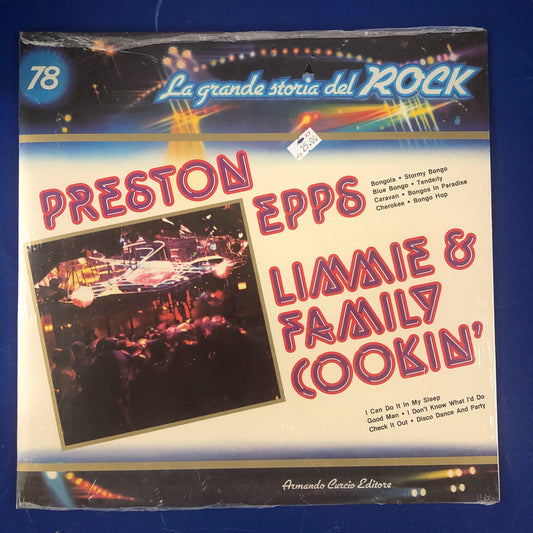 78
La grande storia del ROCK
25.00
PRESTON
EPPS
Bongola • Stormy Bongo
Blue Bongo • Tenderly
Caravan • Bongos In Paradise
Cherokee • Bongo Hop
LIMMIE &
FAMILY
COOKIN'
I Can Do It In My Sleep
Good Man • I Don't Know What I'd Do
Check It Out • Disco Dance And Party
Armando Curcio Editore